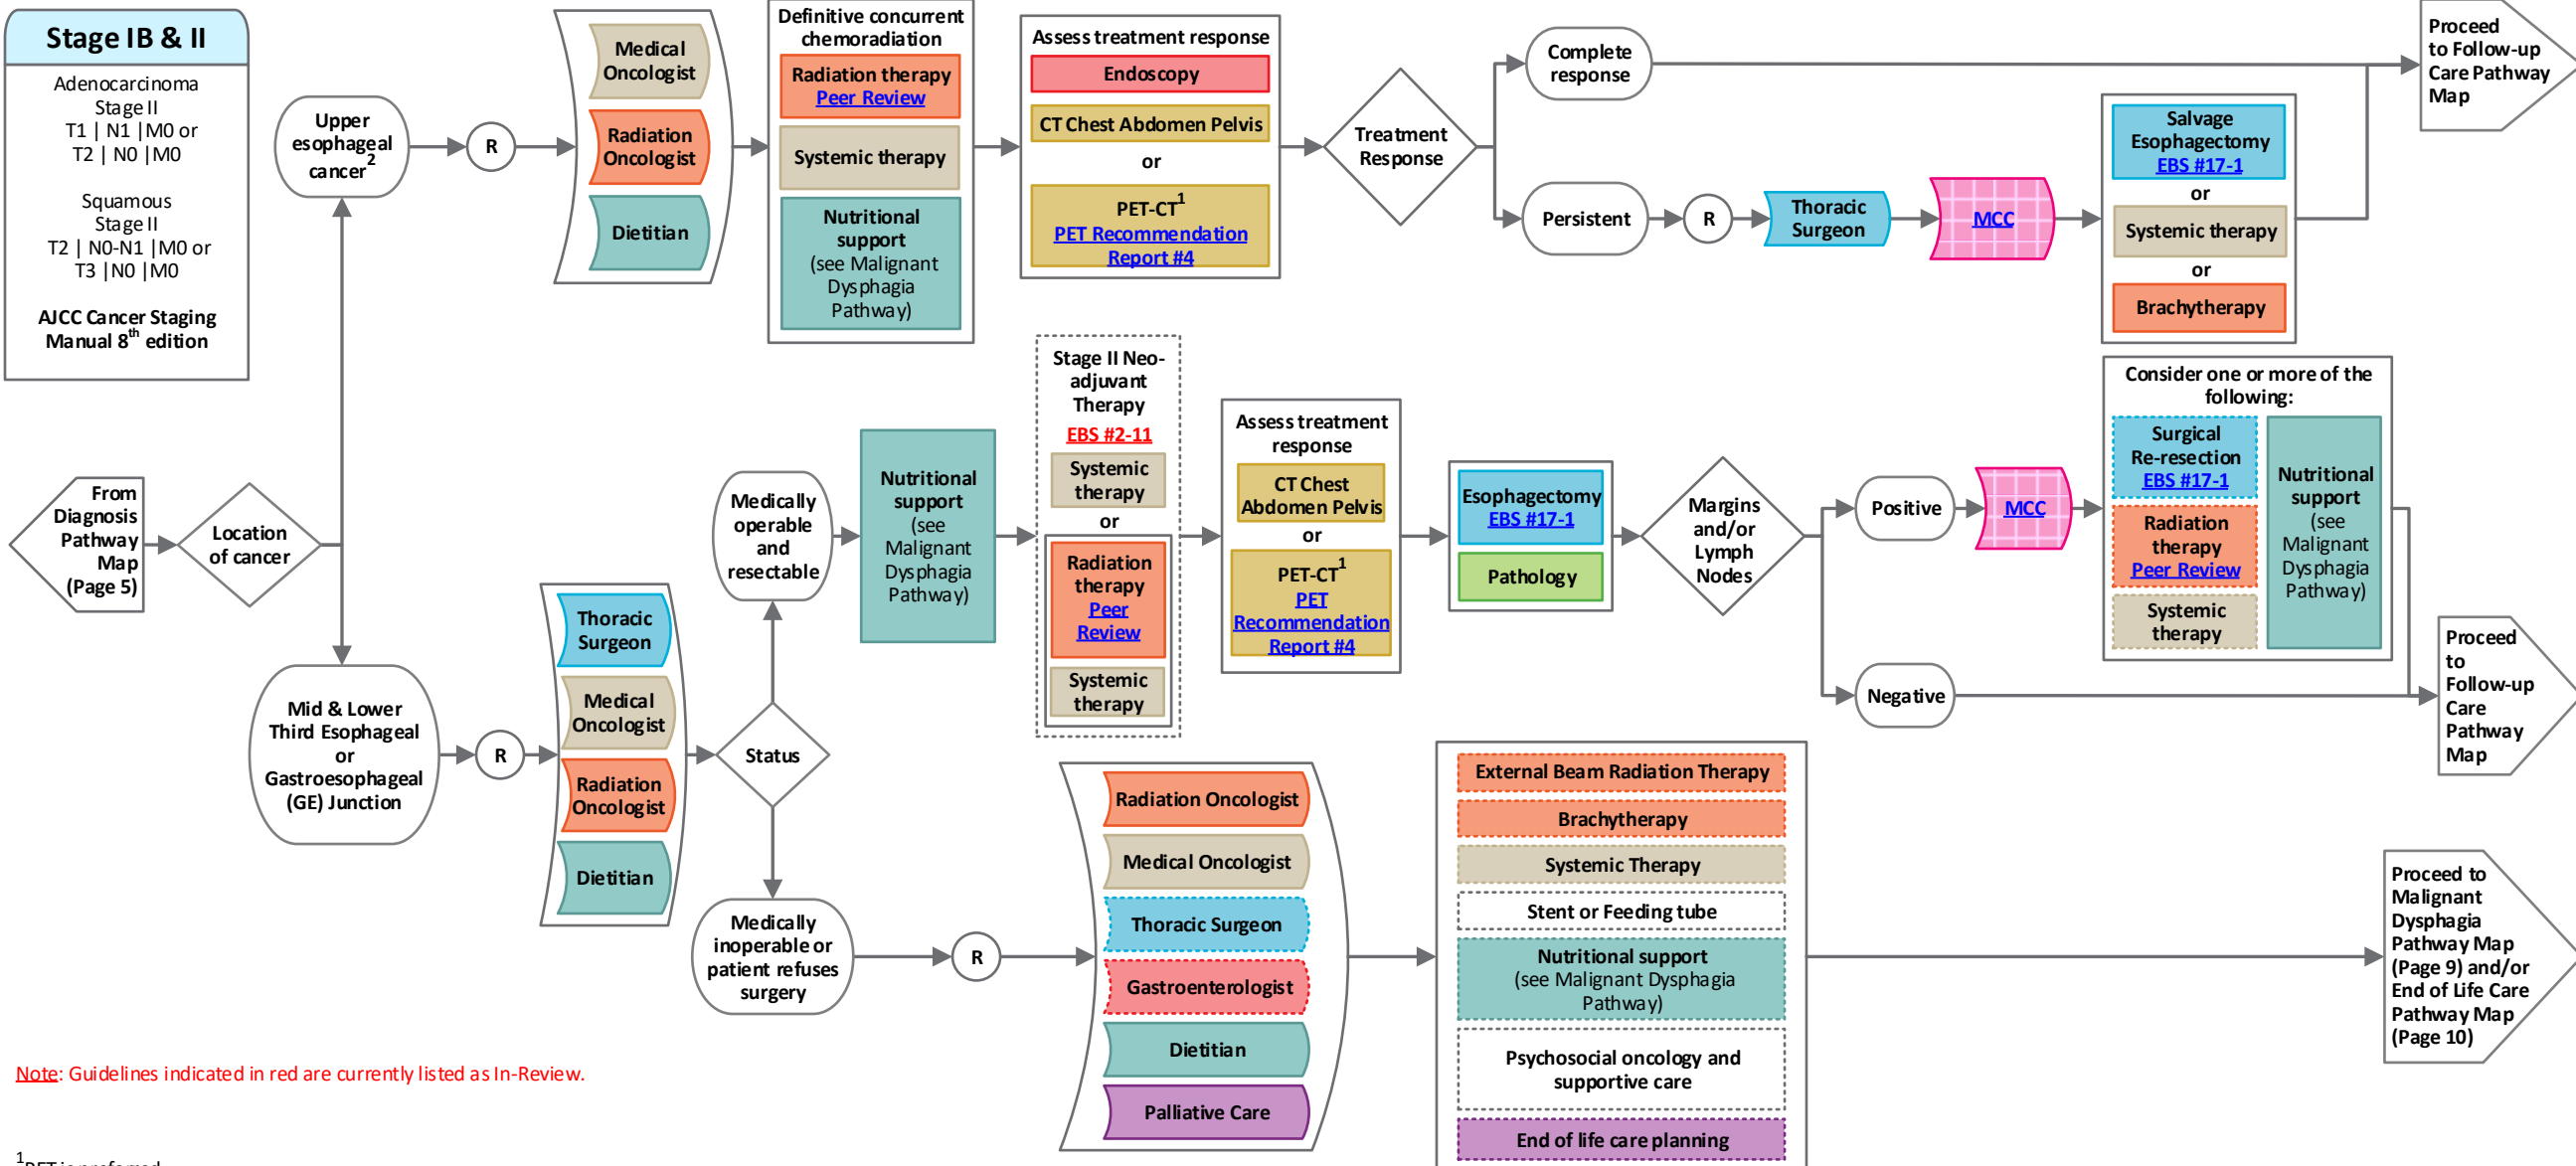 Stage IB & II
Adenocarcinoma
Stage II
T1 | N1 |M0 or
T2 | N0 |M0
Squamous
Stage II
T2 | N0-N1 |M0 or
T3 |N0 |M0
AJCC Cancer Staging
Manual 8th edition
From
Diagnosis
Pathway
Map
(Page 5)
Location
of cancer
Upper
esophageal
cancer2
R
Medical
Oncologist
Radiation
Oncologist
Dietitian
Definitive concurrent
chemoradiation
Radiation therapy
Peer Review
Systemic therapy
Nutritional
support
(see Malignant
Dysphagia
Pathway)
Assess treatment response
Endoscopy
CT Chest Abdomen Pelvis
or
PET-CT1
PET Recommendation
Report #4
Treatment
Response
Complete
response
Persistent
R
Thoracic
Surgeon
MCC
Salvage
Esophagectomy
EBS #17-1
or
Systemic therapy
or
Brachytherapy
Proceed
to Follow-up
Care Pathway
Map
Mid & Lower
Third Esophageal
or
Gastroesophageal
(GE) Junction
R
Thoracic
Surgeon
Medical
Oncologist
Radiation
Oncologist
Dietitian
Status
Medically
operable
and
resectable
Nutritional
support
(see
Malignant
Dysphagia
Pathway)
Stage II Neo-
adjuvant
Therapy
EBS #2-11
Systemic
therapy
or
Radiation
therapy
Peer
Review
Systemic
therapy
Assess treatment
response
CT Chest
Abdomen Pelvis
or
PET-CT1
PET
Recommendation
Report #4
Esophagectomy
EBS #17-1
Pathology
Margins
and/or
Lymph
Nodes
Positive
MCC
Consider one or more of the
following:
Surgical
Re-resection
EBS #17-1
Radiation
therapy
Peer Review
Systemic
therapy
Nutritional
support
(see
Malignant
Dysphagia
Pathway)
Negative
Proceed
to
Follow-up
Care
Pathway
Map
Medically
inoperable or
patient refuses
surgery
R
Radiation Oncologist
Medical Oncologist
Thoracic Surgeon
Gastroenterologist
Dietitian
Palliative Care
External Beam Radiation Therapy
Brachytherapy
Systemic Therapy
Stent or Feeding tube
Nutritional support
(see Malignant Dysphagia
Pathway)
Psychosocial oncology and
supportive care
End of life care planning
Proceed to
Malignant
Dysphagia
Pathway Map
(Page 9) and/or
End of Life Care
Pathway Map
(Page 10)
Note: Guidelines indicated in red are currently listed as In-Review.
1PET is preferred